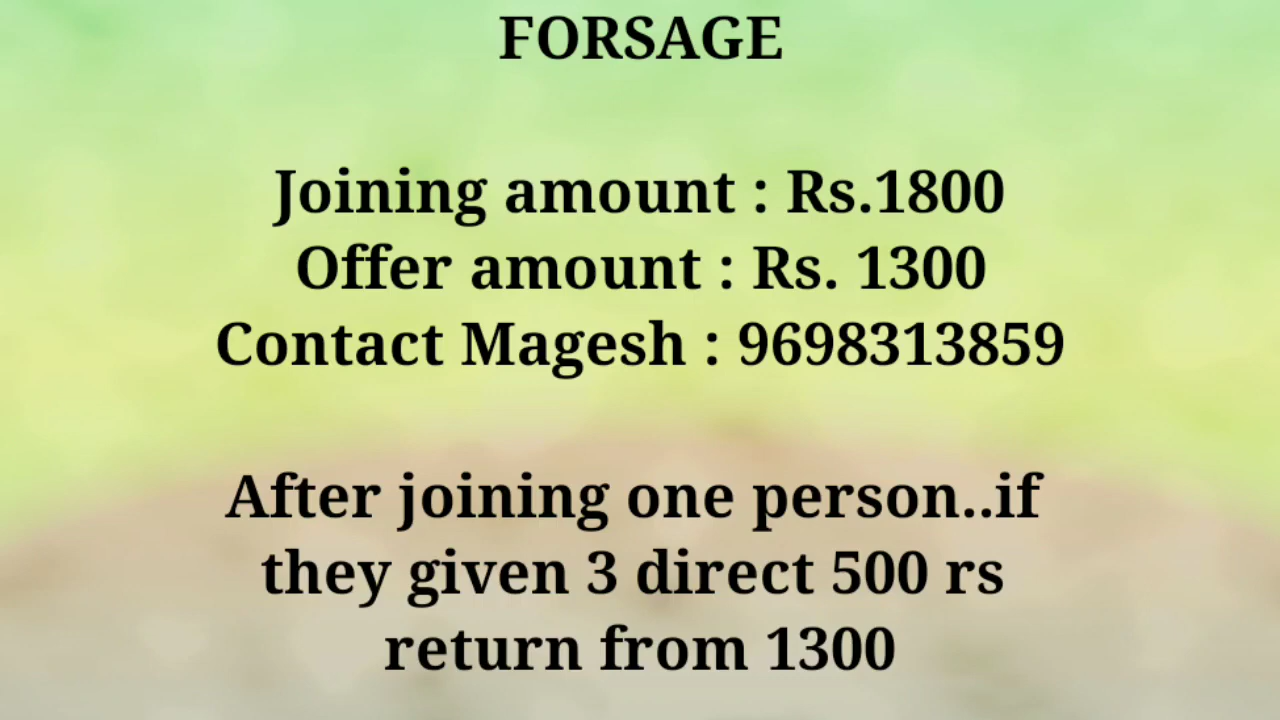 FORSAGE
Joining amount : Rs.1800
Offer amount : Rs. 1300
Contact Magesh : 9698313859
After joining one person..if
they given 3 direct 500 rs
return from 1300